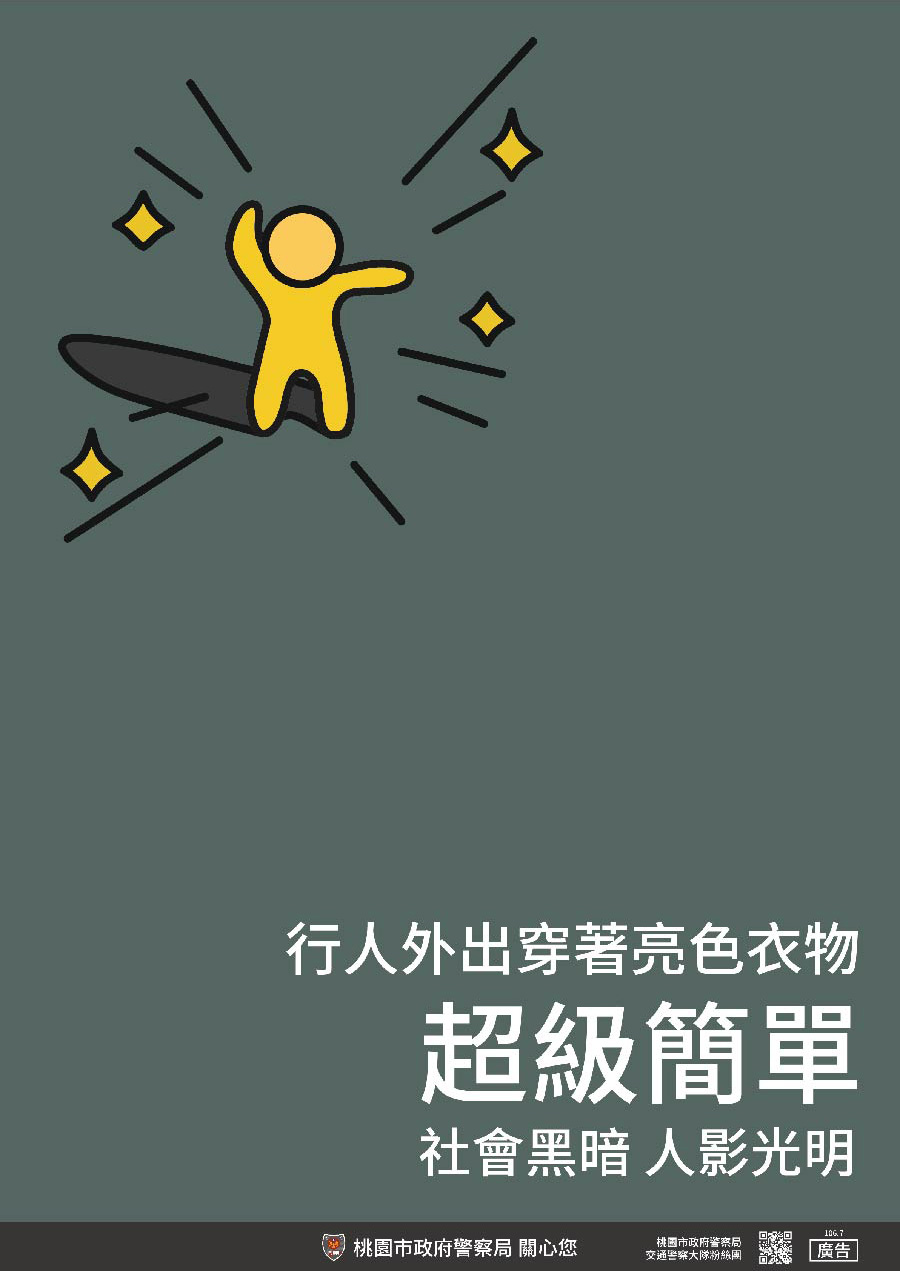 行人外出穿著亮色衣物
超級簡單
社會黑暗 人影光明
桃園市政府警察局 關心您
桃園市政府警察局
交通警察大隊粉絲團
106.7
廣告